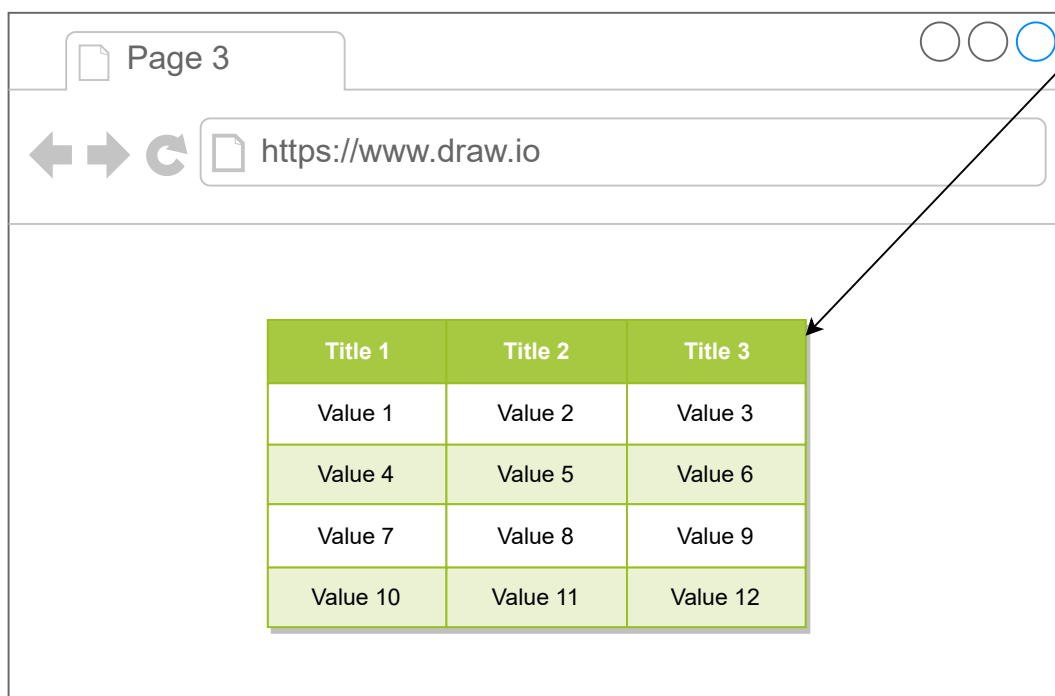 Page 3
https://www.draw.io
Title 1 Title 2 Title 3
Value 1 Value 2 Value 3
Value 4 Value 5 Value 6
Value 7 Value 8 Value 9
Value 10 Value 11 Value 12